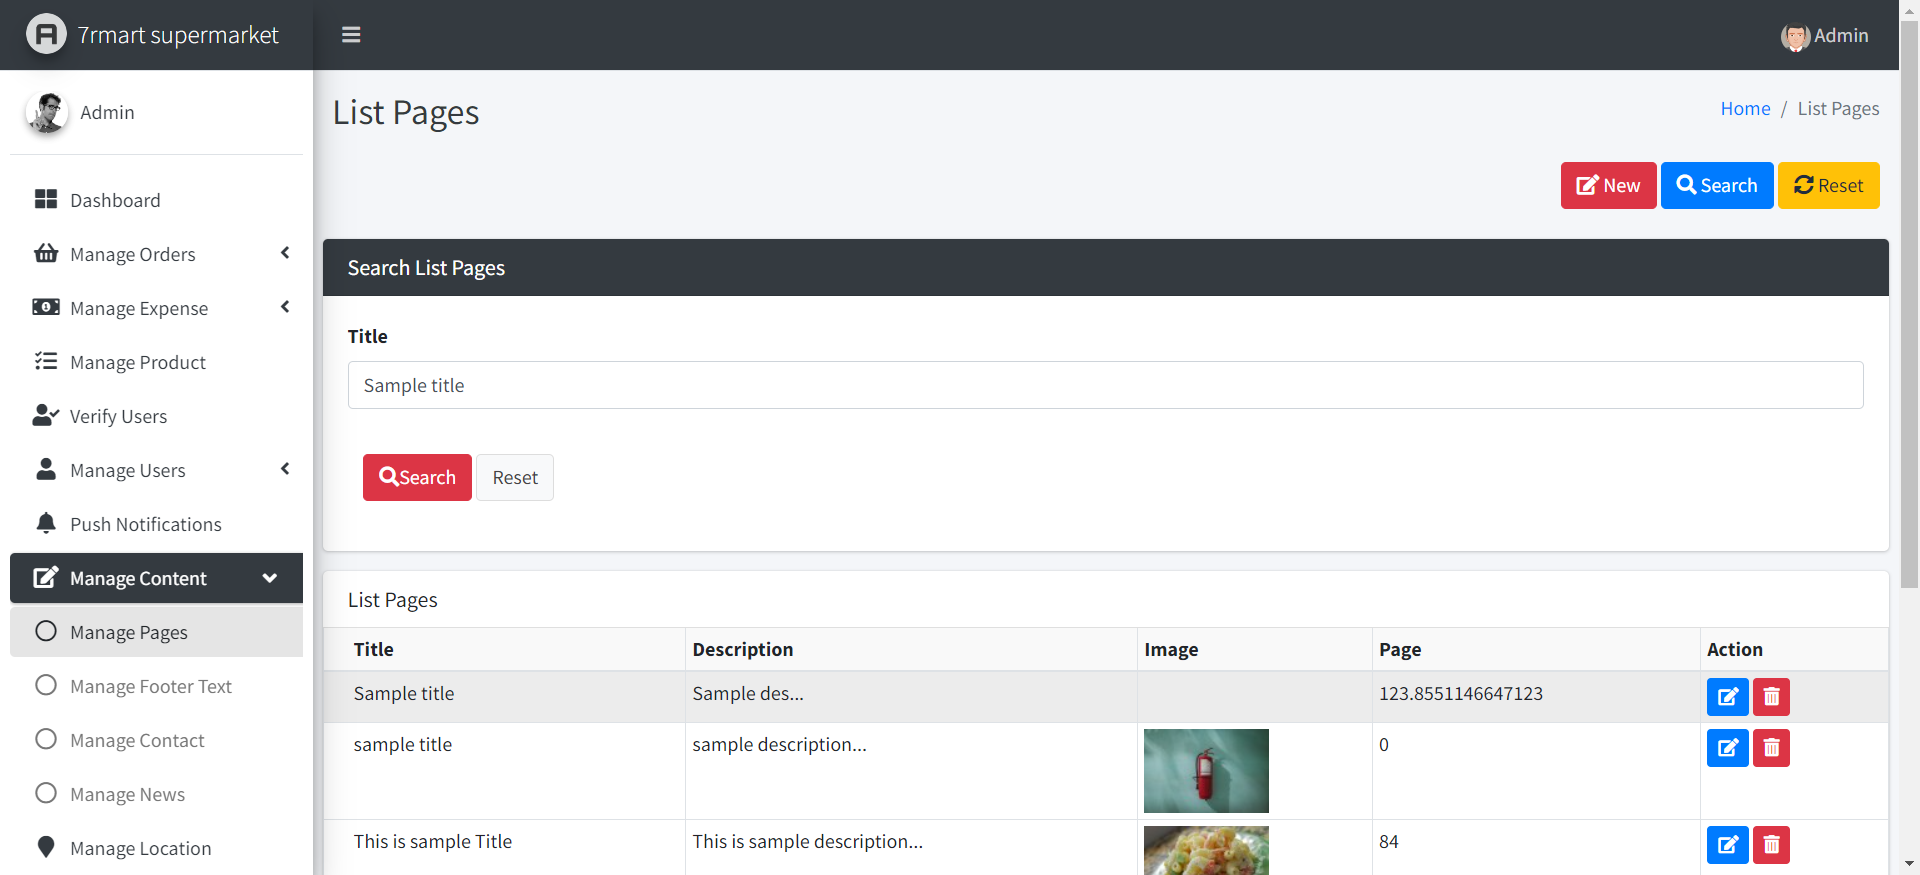 7rmart supermarket
Admin
Admin
List Pages
Home / List Pages
New
Search
Reset
Dashboard
Manage Orders
Manage Expense
Manage Product
Verify Users
Manage Users
Push Notifications
Manage Content
Manage Pages
Manage Footer Text
Manage Contact
Manage News
Manage Location
Search List Pages
Title
Sample title
Search
Reset
List Pages
Title Description Image Page Action
Sample title Sample des... 123.8551146647123
sample title sample description... 0
This is sample Title This is sample description... 84